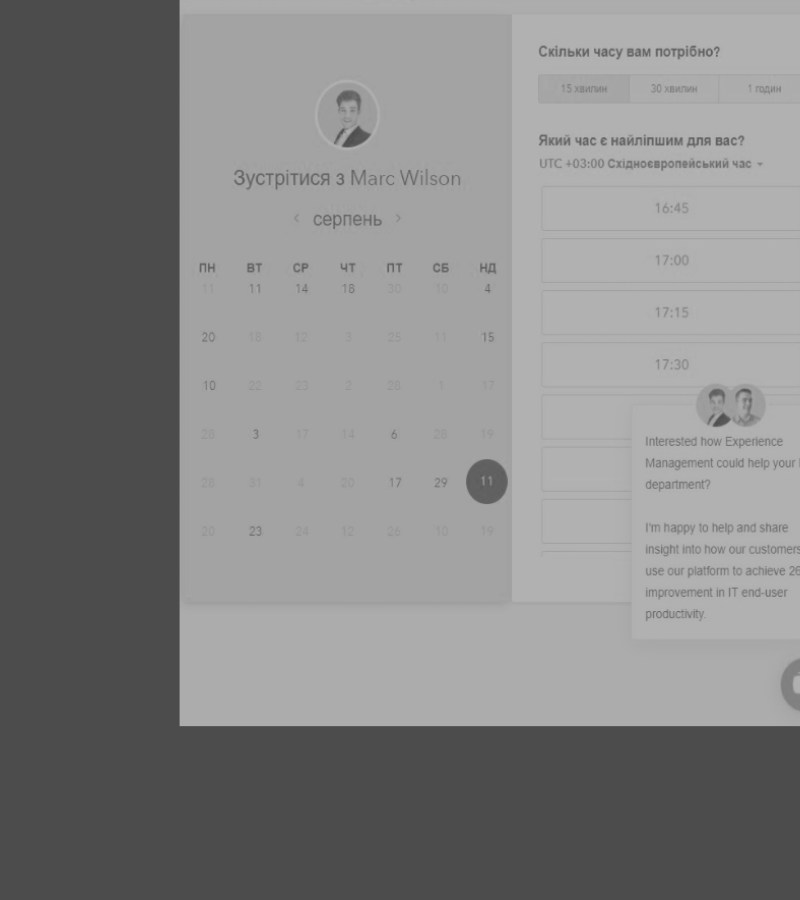 Зустрітися з Marc Wilson
серпень
ПН ВТ СР ЧТ ПТ СБ НД
11 11 14 18 30 10 4
20 18 12 3 25 11 15
10 22 23 2 28 1 17
28 3 17 14 6 28 19
28 31 4 20 17 29 11
20 23 24 12 26 10 19
Скільки часу вам потрібно?
15 хвилин 30 хвилин 1 годин
Який час є найліпшим для вас?
UTC +03:00 Східноєвропейський час
16:45
17:00
17:15
17:30
Interested how Experience
Management could help your
department?
I'm happy to help and share
insight into how our customers
use our platform to achieve 26
improvement in IT end-user
productivity.